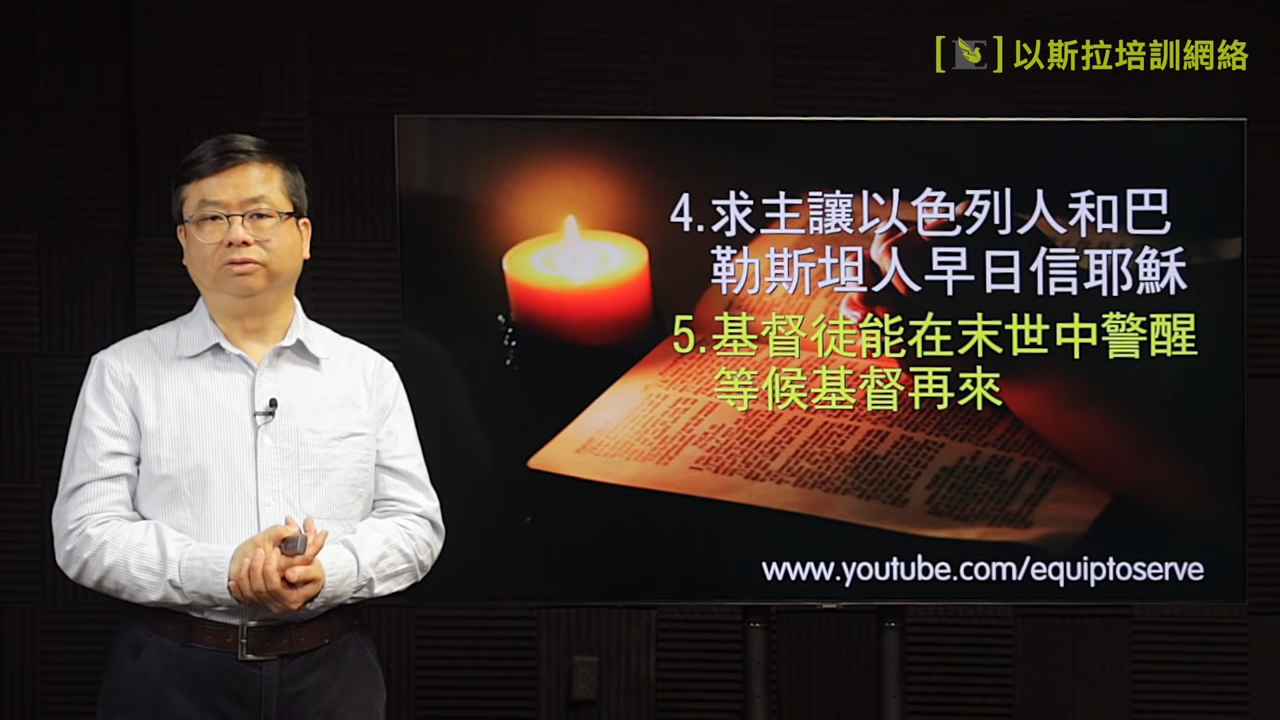 [E]以斯拉培訓網絡
4.求主讓以色列人和巴
勒斯坦人早日信耶穌
5.基督徒能在末世中警醒
等候基督再來
www.youtube.com/equiptoserve